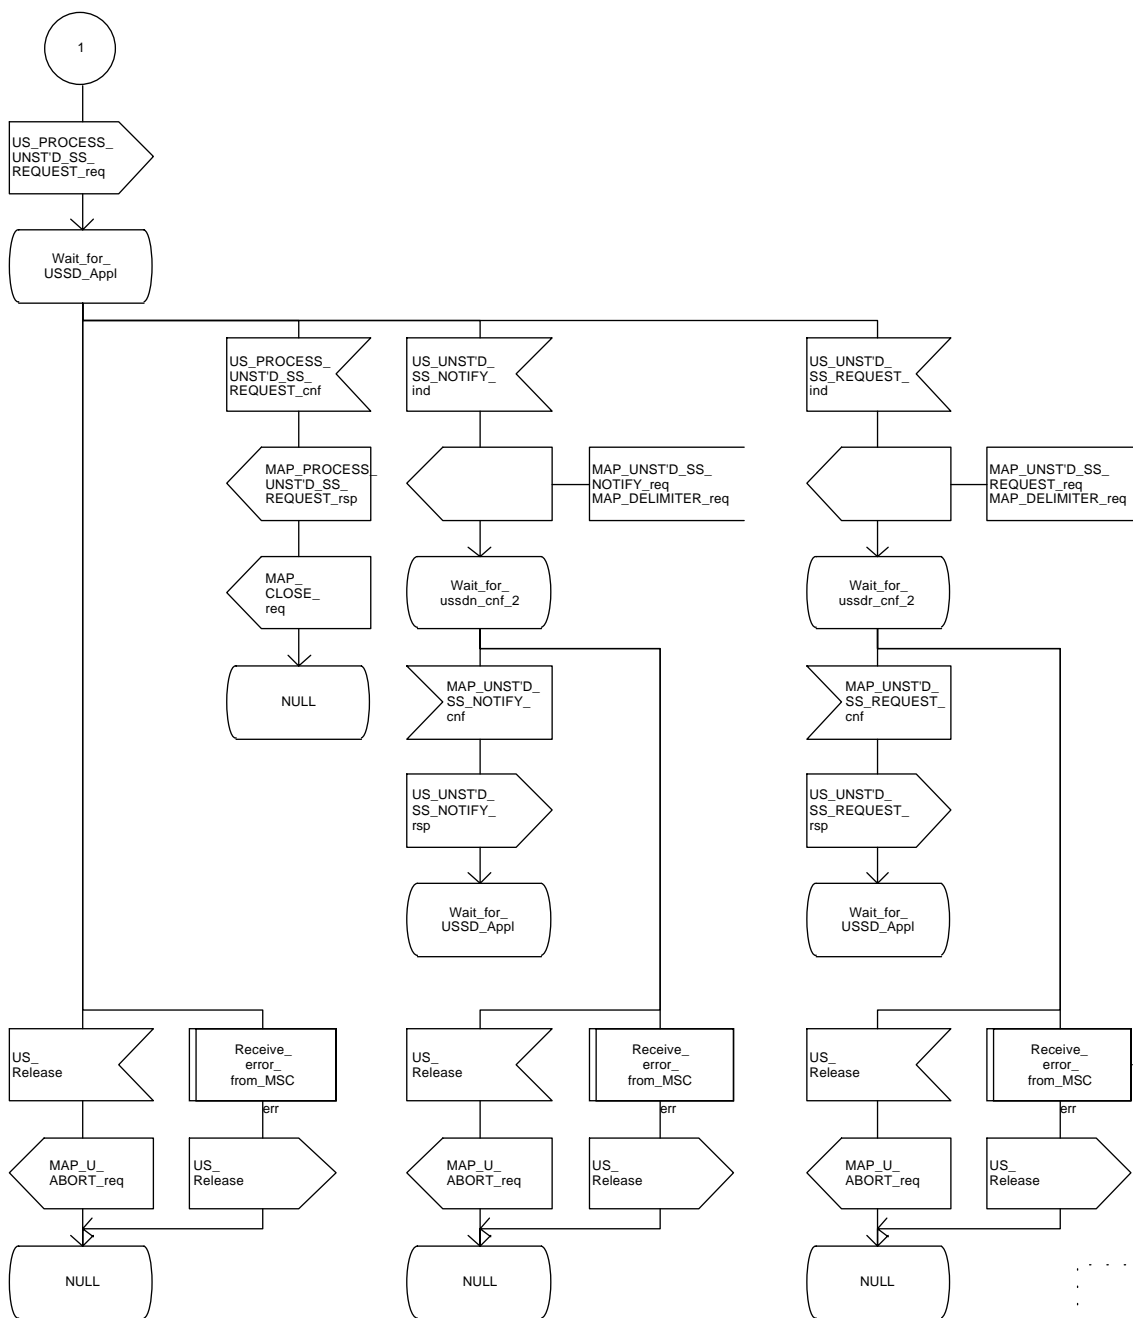 1
US_PROCESS_
UNST'D_SS_
REQUEST_req
Wait_for_
USSD_Appl
US_PROCESS_
UNST'D_SS_
REQUEST_cnf
US_UNST'D_
SS_NOTIFY_
ind
US_UNST'D_
SS_REQUEST_
ind
MAP_PROCESS_
UNST'D_SS_
REQUEST_rsp
MAP_UNST'D_SS_
NOTIFY_req
MAP_DELIMITER_req
MAP_UNST'D_SS_
REQUEST_req
MAP_DELIMITER_req
MAP_
CLOSE_
req
Wait_for_
ussdn_cnf_2
Wait_for_
ussdr_cnf_2
NULL
MAP_UNST'D_
SS_NOTIFY_
cnf
MAP_UNST'D_
SS_REQUEST_
cnf
US_UNST'D_
SS_NOTIFY_
rsp
US_UNST'D_
SS_REQUEST_
rsp
Wait_for_
USSD_Appl
Wait_for_
USSD_Appl
US_
Release
Receive_
error_
from_MSC
err
US_
Release
Receive_
error_
from_MSC
err
US_
Release
Receive_
error_
from_MSC
err
MAP_U_
ABORT_req
US_
Release
MAP_U_
ABORT_req
US_
Release
MAP_U_
ABORT_req
US_
Release
NULL
NULL
NULL